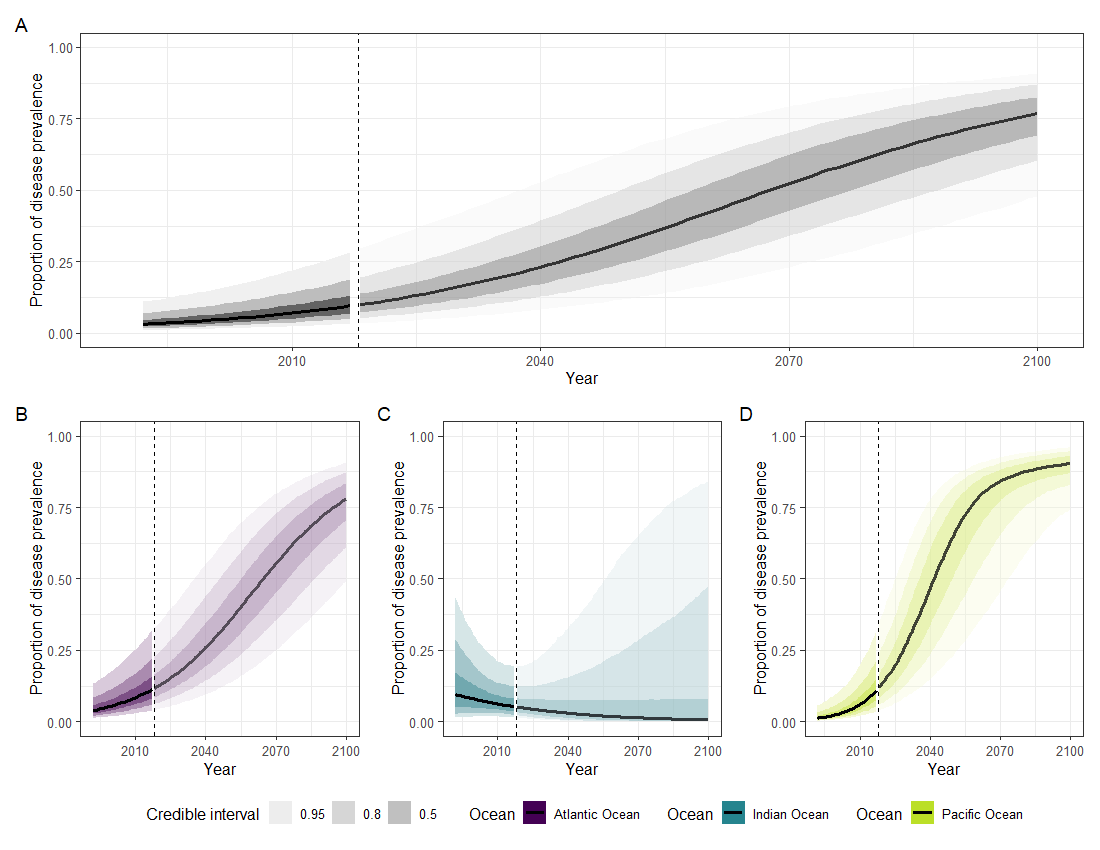 A
Proportion of disease prevalence
1.00
0.75
0.50
0.25
0.00
2010 2040 2070 2100
Year
B
Proportion of disease prevalence
1.00
0.75
0.50
0.25
0.00
2010 2040 2070 2100
Year
C
Proportion of disease prevalence
1.00
0.75
0.50
0.25
0.00
2010 2040 2070 2100
Year
D
Proportion of disease prevalence
1.00
0.75
0.50
0.25
0.00
2010 2040 2070 2100
Year
Credible interval 0.95 0.8 0.5 Ocean Atlantic Ocean Ocean Indian Ocean Ocean Pacific Ocean